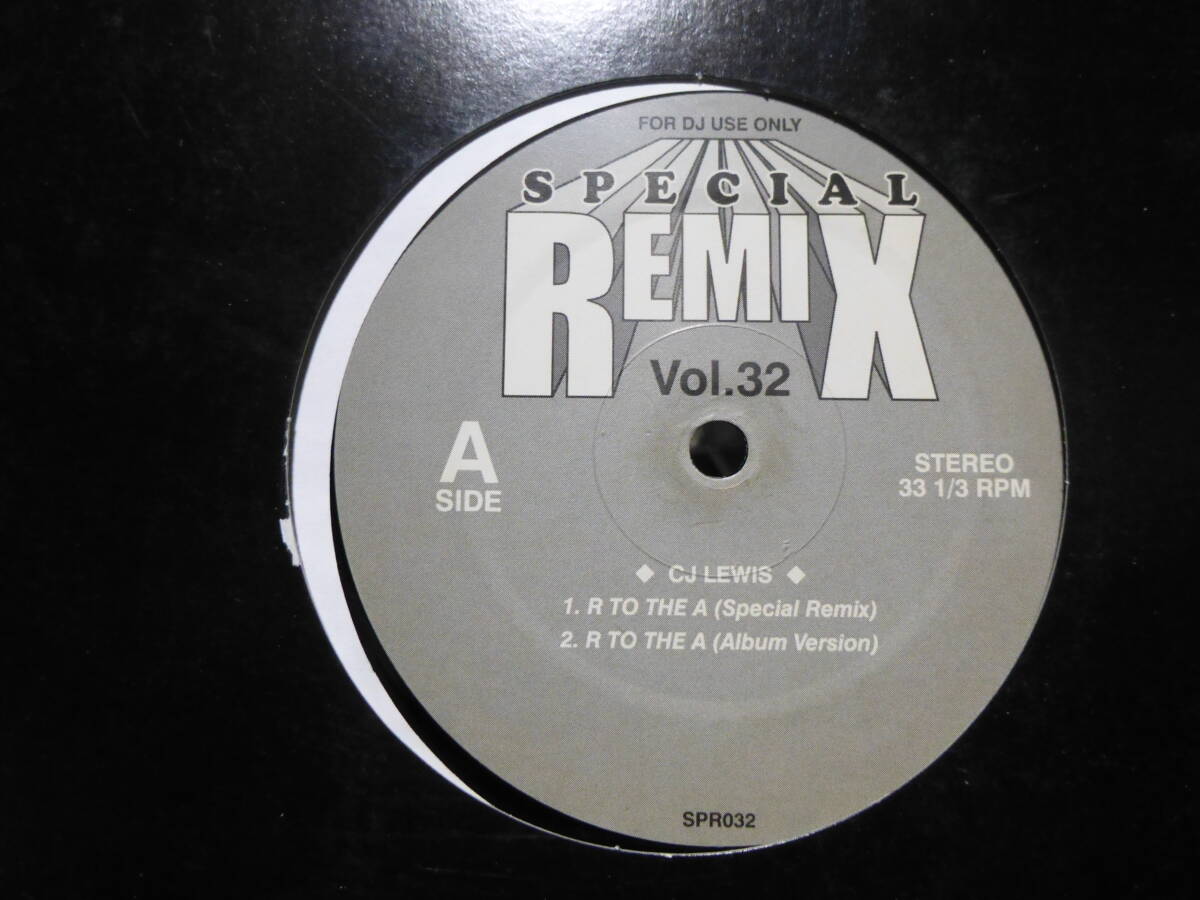 FOR DJ USE ONLY
SPECIAL
REMIX
Vol.32
A
SIDE
STEREO
33 1/3 RPM
◆ CJ LEWIS ◆
1. R TO THE A (Special Remix)
2. R TO THE A (Album Version)
SPR032